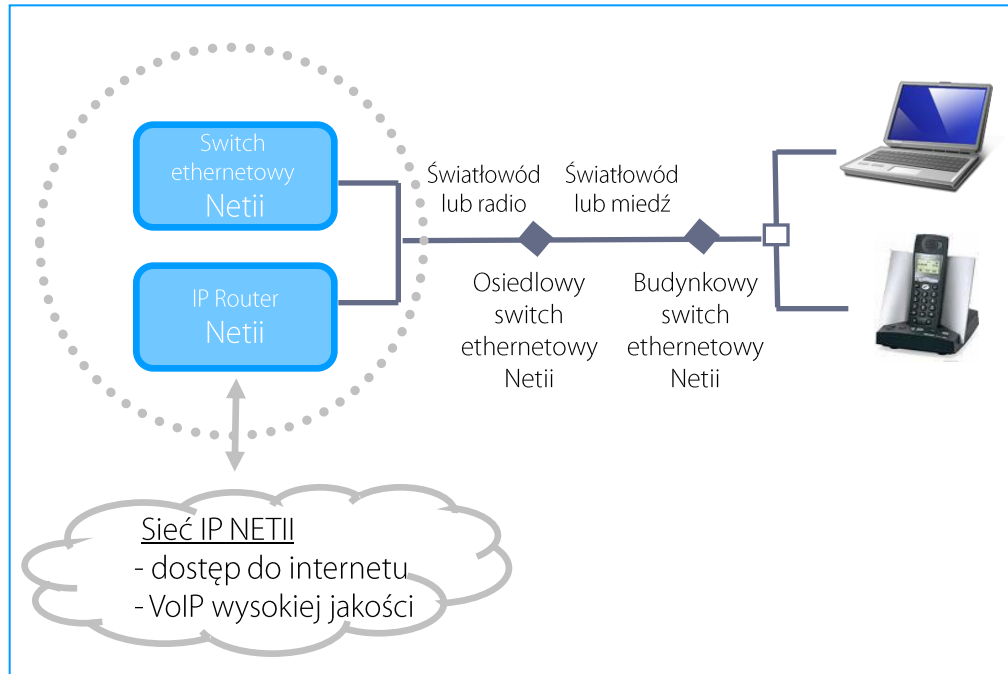 Switch
ethernetowy
Netii
IP Router
Netii
Światłowód
lub radio
Światłowód
lub miedź
Osiedlowy
switch
ethernetowy
Netii
Budynkowy
switch
ethernetowy
Netii
Sieć IP NETII
- dostęp do internetu
- VoIP wysokiej jakości